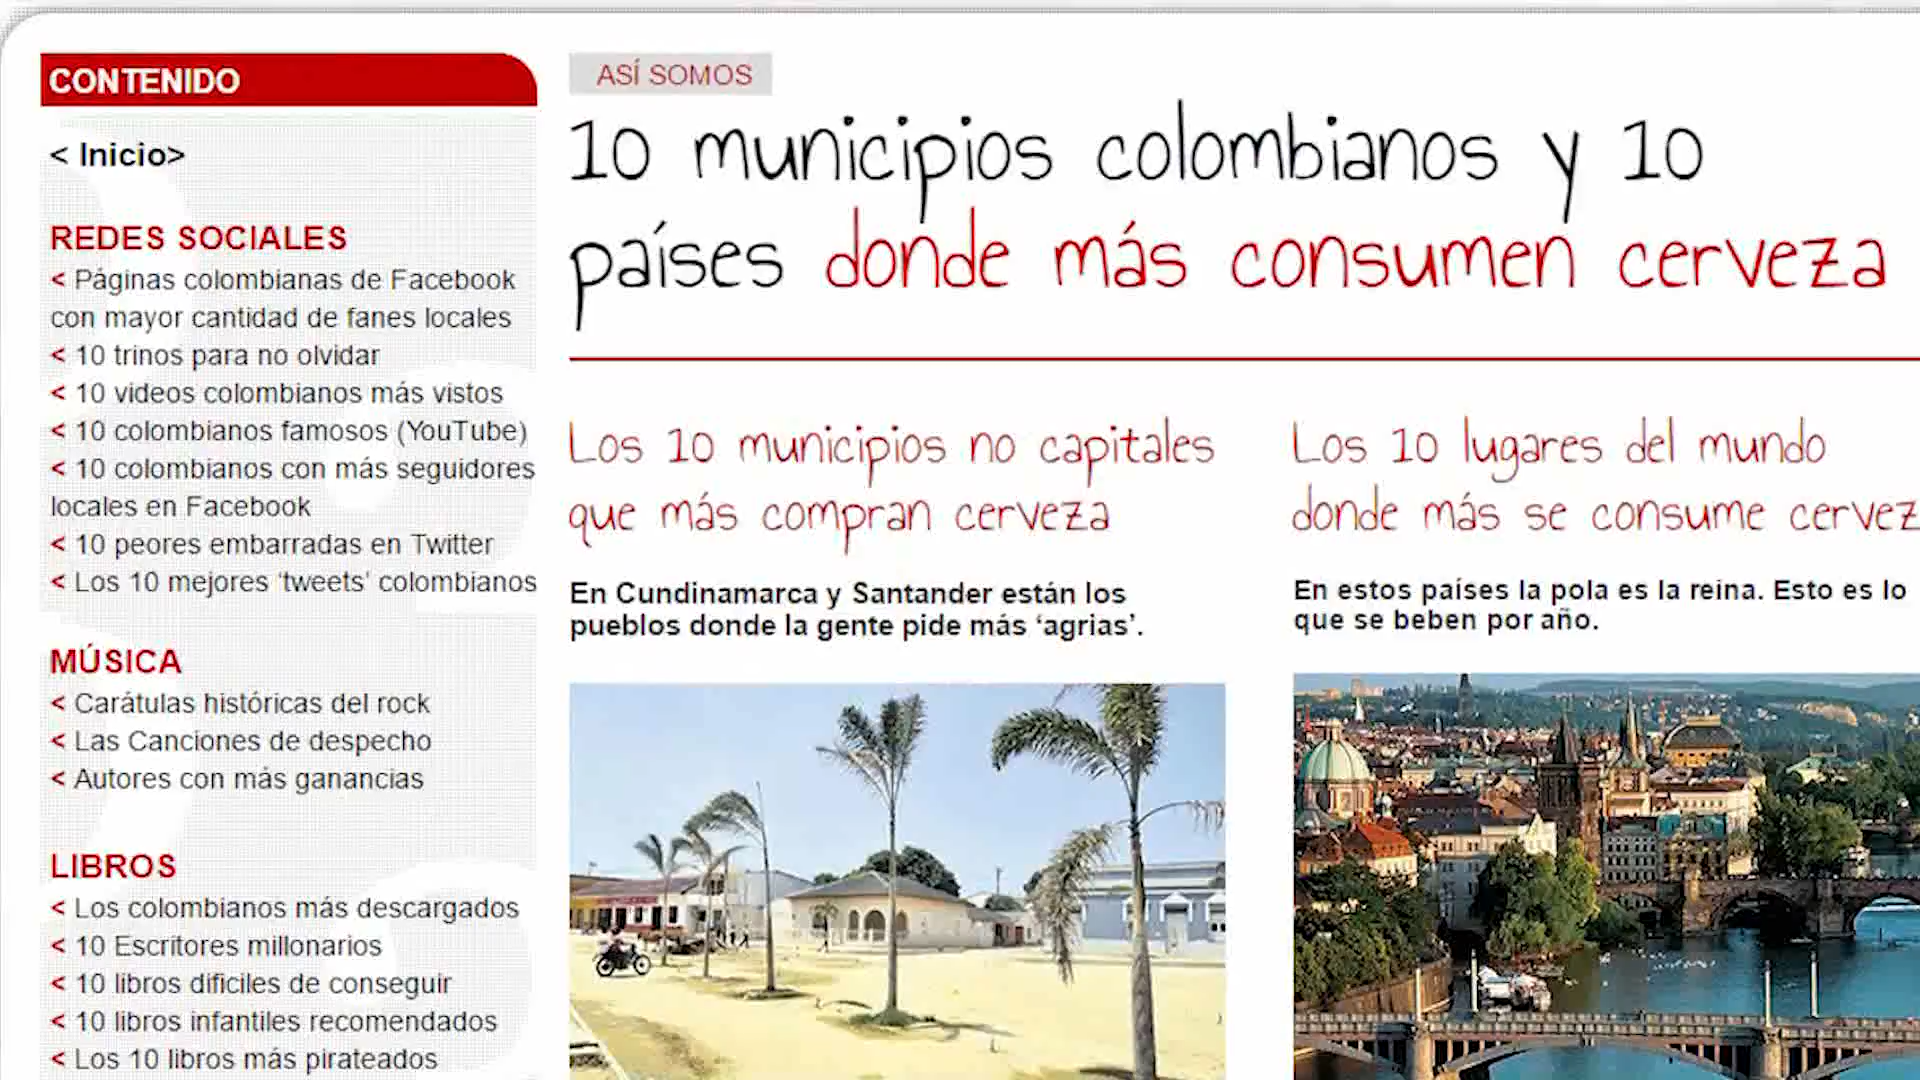 CONTENIDO
< Inicio>
REDES SOCIALES
< Páginas colombianas de Facebook
con mayor cantidad de fanes locales
< 10 trinos para no olvidar
< 10 videos colombianos más vistos
< 10 colombianos famosos (YouTube)
< 10 colombianos con más seguidores
locales en Facebook
< 10 peores embarradas en Twitter
< Los 10 mejores ‘tweets’ colombianos
MÚSICA
< Carátulas históricas del rock
< Las Canciones de despecho
< Autores con más ganancias
LIBROS
< Los colombianos más descargados
< 10 Escritores millonarios
< 10 libros difíciles de conseguir
< 10 libros infantiles recomendados
< Los 10 libros más pirateados
ASÍ SOMOS
10 municipios colombianos y 10
países donde más consumen cerveza
Los 10 municipios no capitales
que más compran cerveza
En Cundinamarca y Santander están los
pueblos donde la gente pide más ‘agrias’.
Los 10 lugares del mundo
donde más se consume cervez
En estos países la pola es la reina. Esto es lo
que se beben por año.